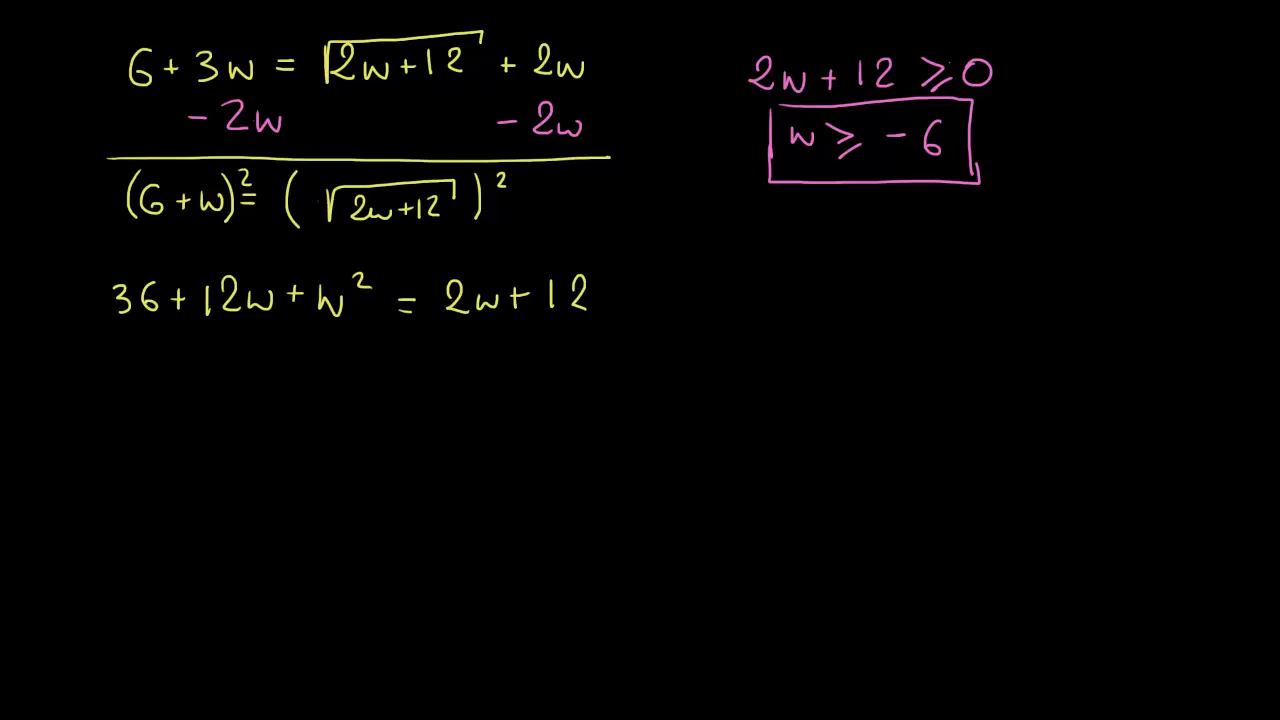 6 + 3w = √(2w + 12) + 2w
- 2w - 2w
(6 + w)² = (√(2w + 12))²
36 + 12w + w² = 2w + 12
2w + 12 ⩾ 0
w ⩾ - 6